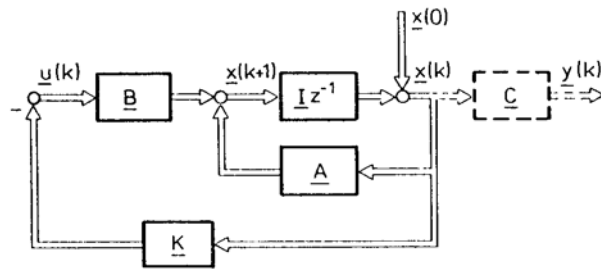 x(0)
u(k)
B
x(k+1)
I z⁻¹
x(k)
C
y(k)
-
A
K